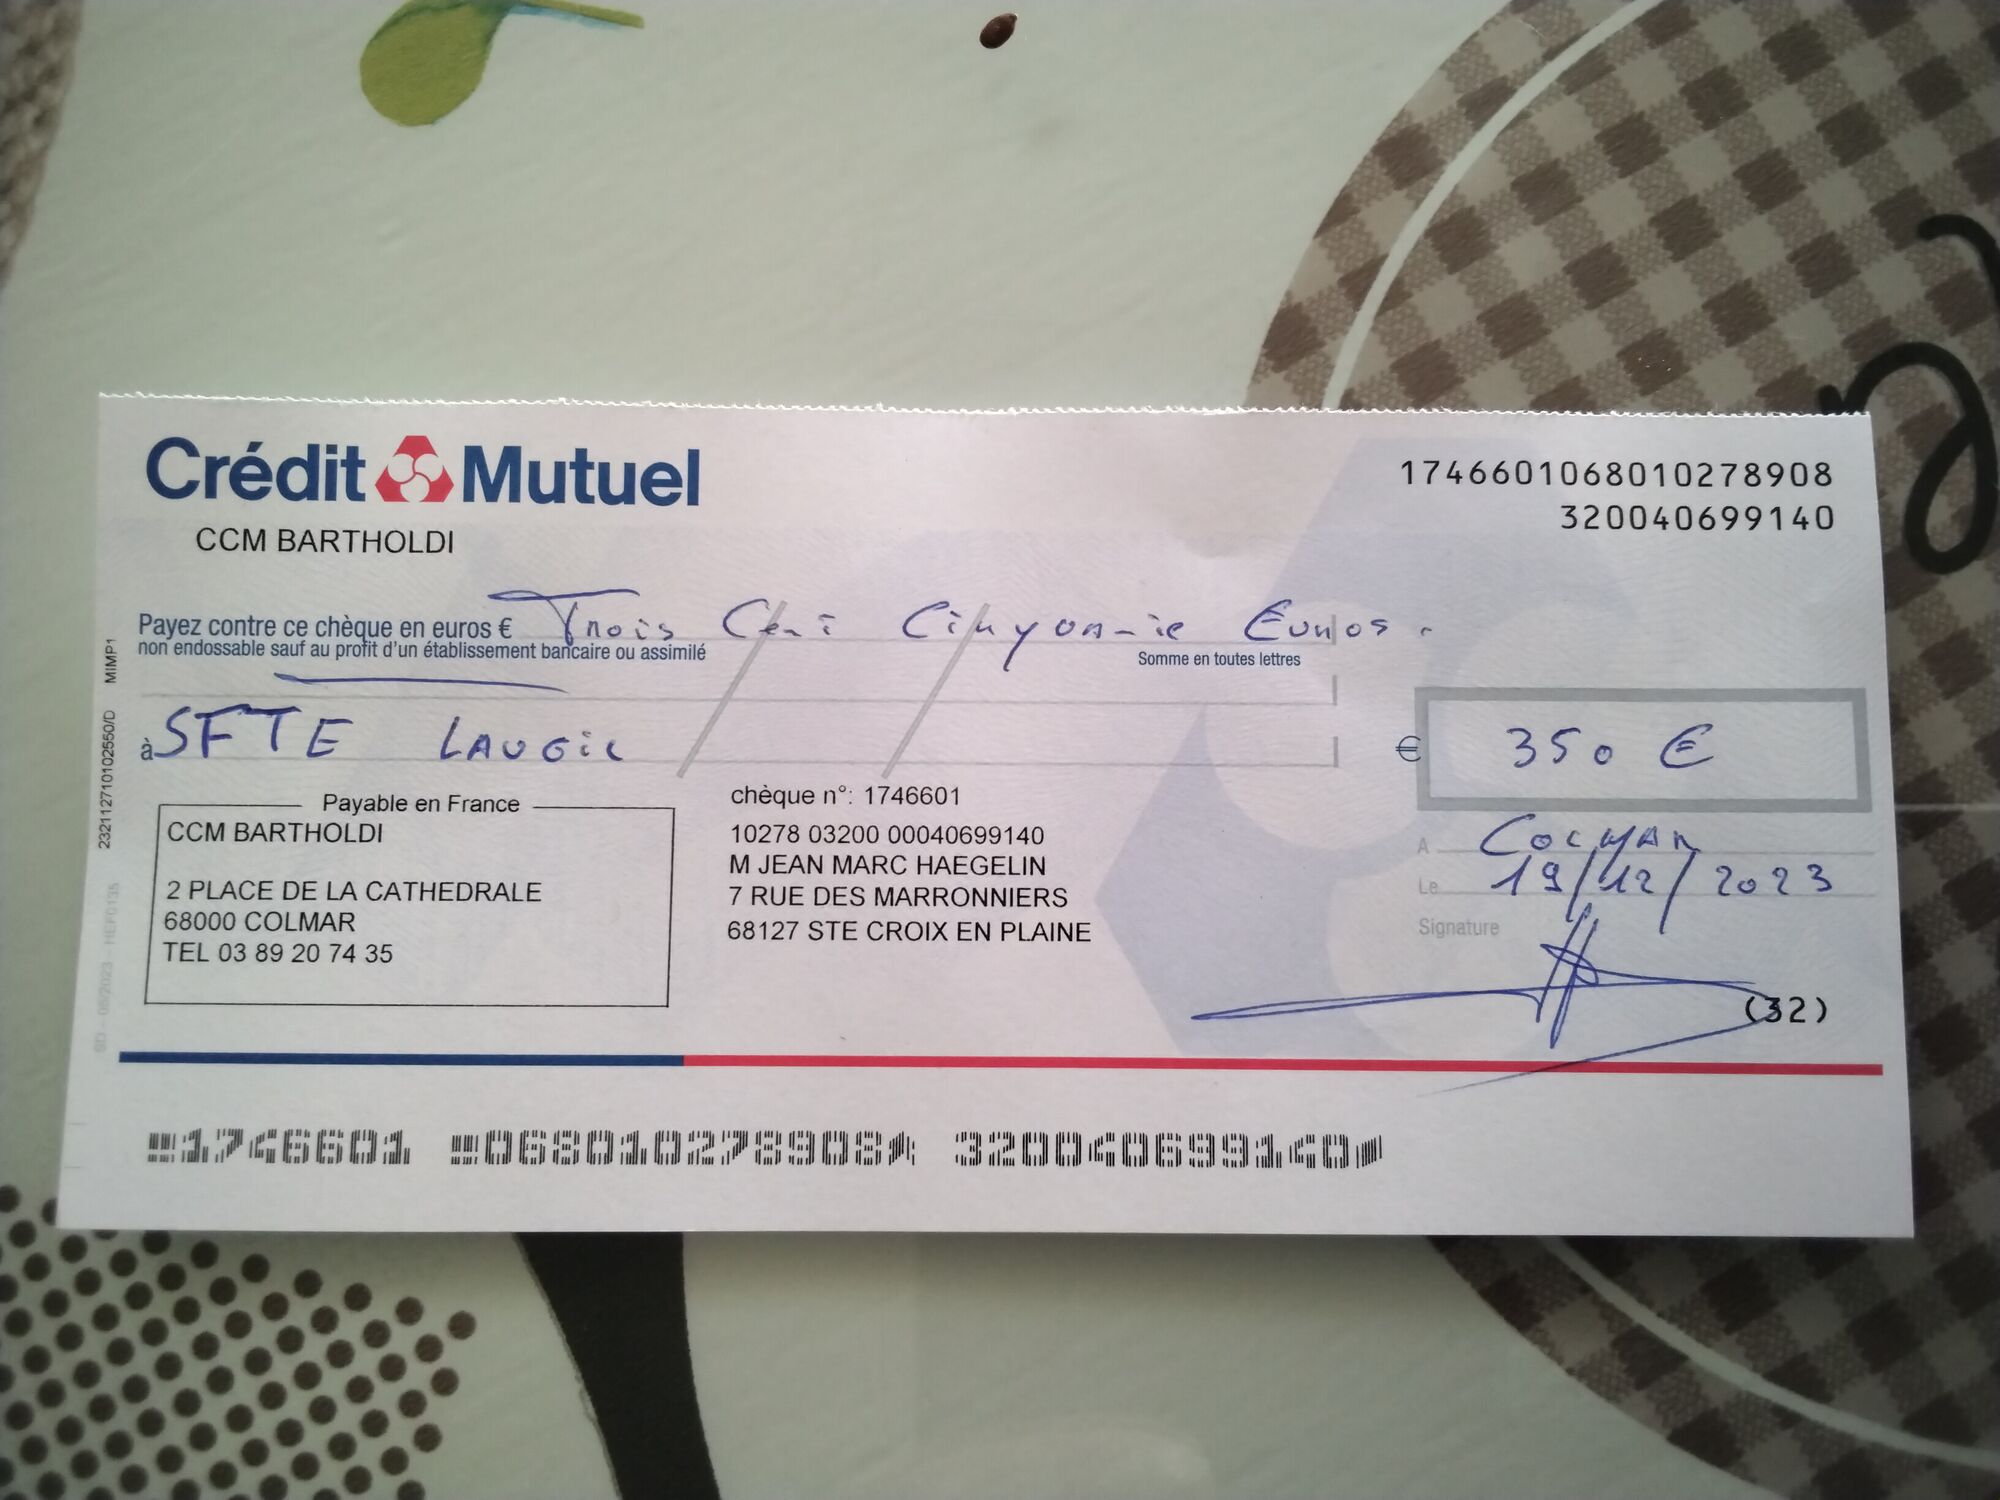 Crédit Mutuel
CCM BARTHOLDI
1746601068010278908
320040699140
Payez contre ce chèque en euros € Trois Cent Cinquante Euros.
non endossable sauf au profit d'un établissement bancaire ou assimilé
Somme en toutes lettres
à SFTE LAUGIL
€ 350 €
Payable en France
CCM BARTHOLDI
2 PLACE DE LA CATHEDRALE
68000 COLMAR
TEL 03 89 20 74 35
chèque n°: 1746601
10278 03200 00040699140
M JEAN MARC HAEGELIN
7 RUE DES MARRONNIERS
68127 STE CROIX EN PLAINE
A COLMAR
Le 19/12/2023
Signature
(32)
1746601 068010278908 320040699140
232112710102550/D MIMP1